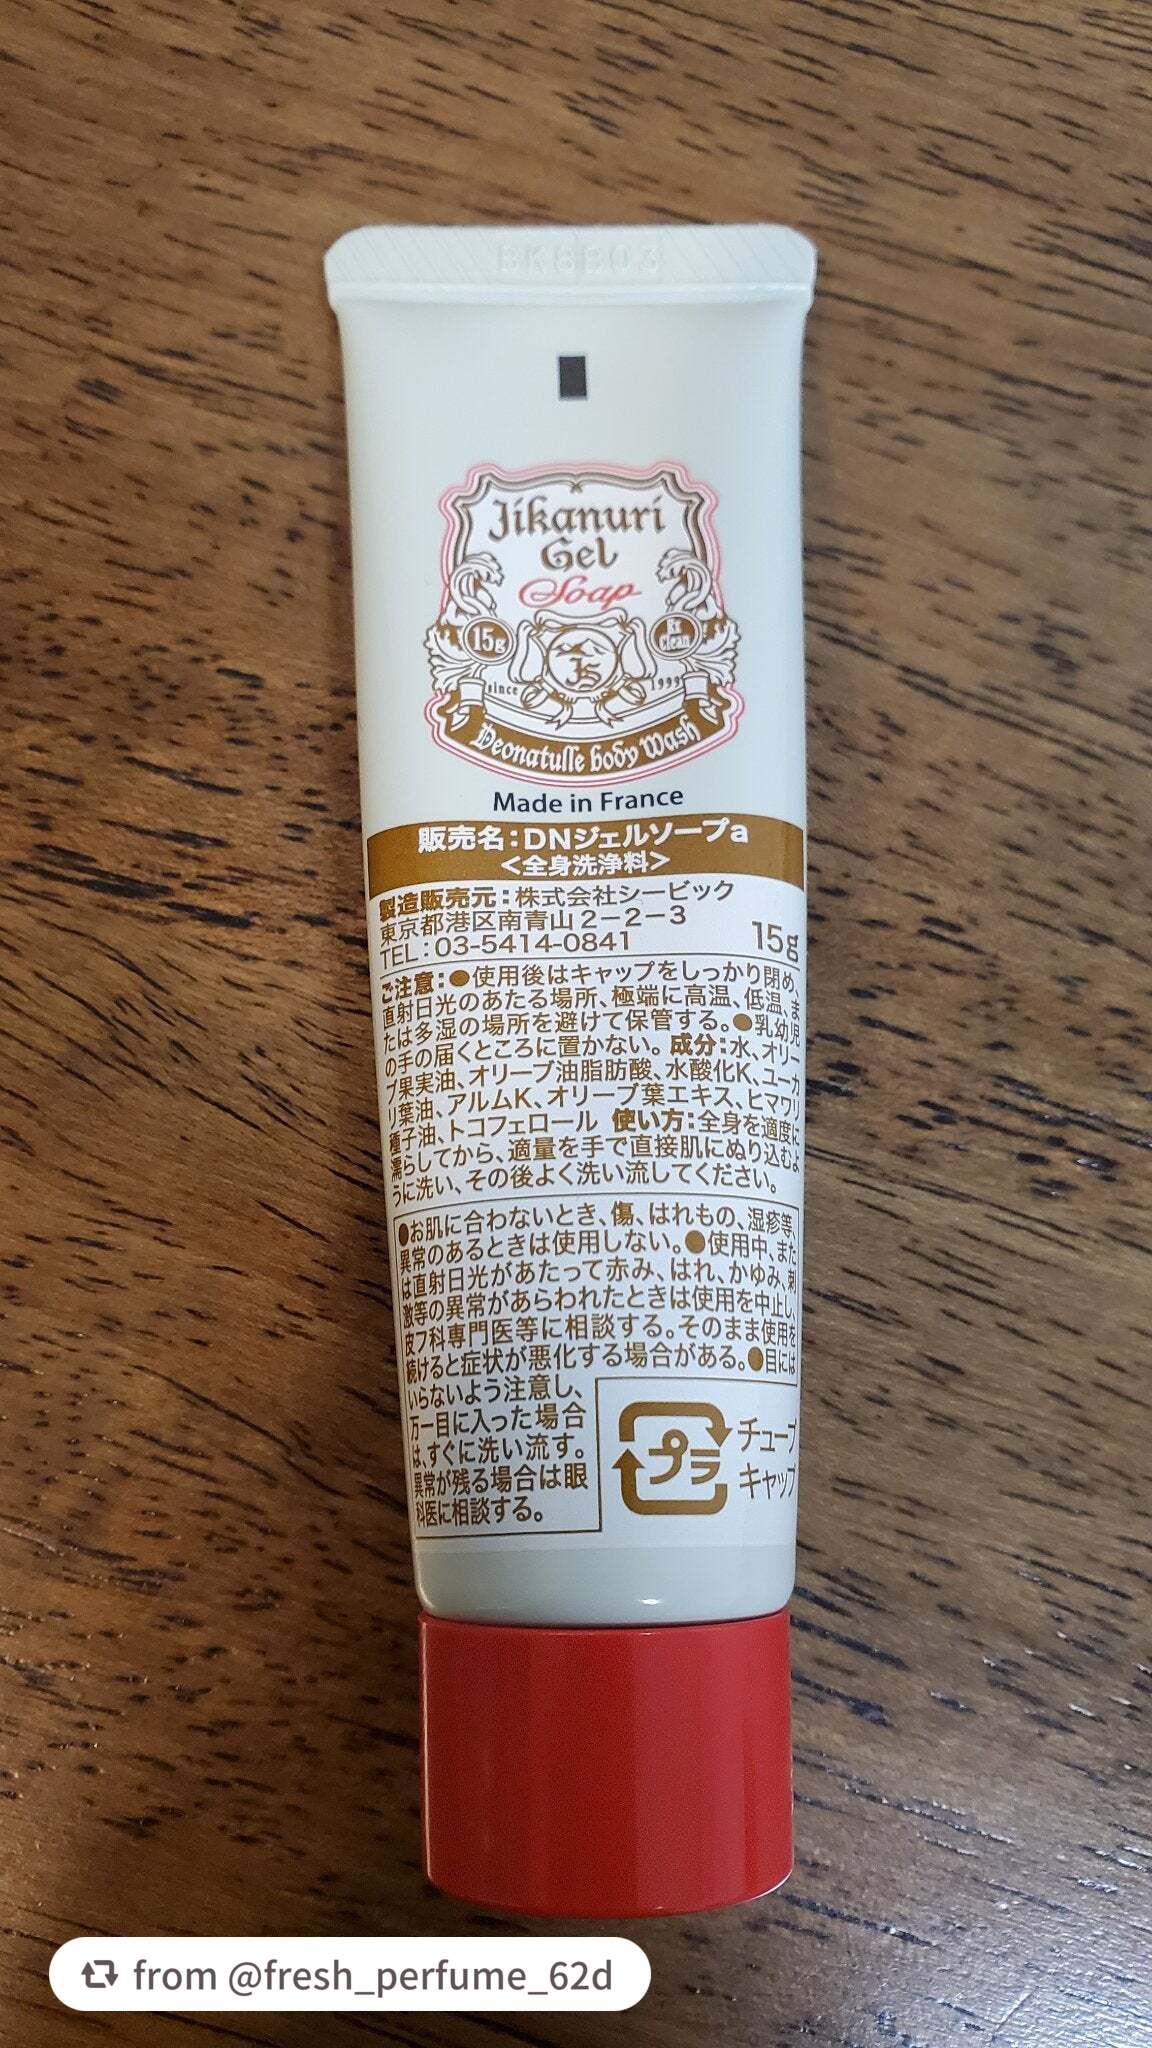 BK8B03
Jikanuri
Gel
Soap
15g
Ex
clean
JS
since 1999
Deonatulle body Wash
Made in France
販売名:DNジェルソープa
<全身洗浄料>
製造販売元:株式会社シービック
東京都港区南青山2-2-3
TEL:03-5414-0841
15g
ご注意:●使用後はキャップをしっかり閉め、
直射日光のあたる場所、極端に高温、低温、ま
たは多湿の場所を避けて保管する。●乳幼児
の手の届くところに置かない。成分:水、オリー
ブ果実油、オリーブ油脂肪酸、水酸化K、ユーカ
リ葉油、アルムK、オリーブ葉エキス、ヒマワリ
種子油、トコフェロール 使い方:全身を適度に
濡らしてから、適量を手で直接肌にぬり込むよ
うに洗い、その後よく洗い流してください。
●お肌に合わないとき、傷、はれもの、湿疹等、
異常のあるときは使用しない。●使用中、また
は直射日光があたって赤み、はれ、かゆみ、刺
激等の異常があらわれたときは使用を中止し、
皮フ科専門医等に相談する。そのまま使用を
続けると症状が悪化する場合がある。●目には
いらないよう注意し、
万一目に入った場合
は、すぐに洗い流す。
異常が残る場合は眼
科医に相談する。
プラ
チューブ
キャップ
from @fresh_perfume_62d